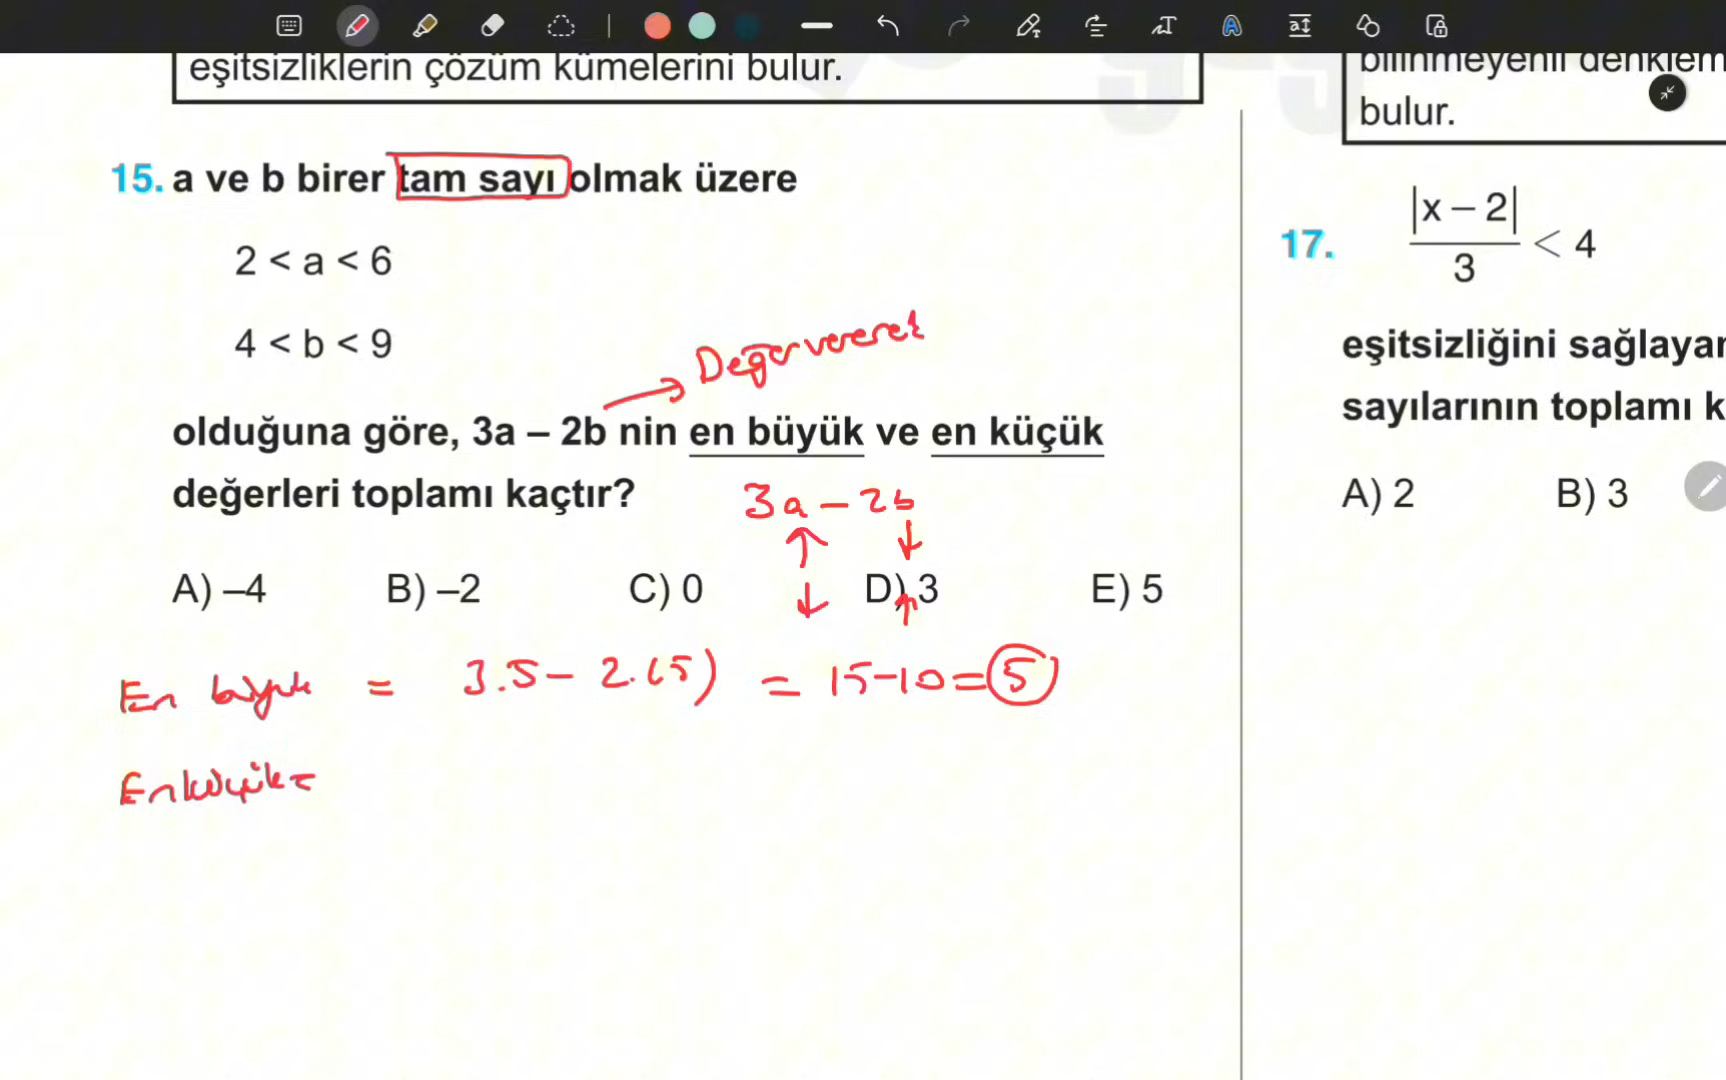 eşitsizliklerin çözüm kümelerini bulur.
15. a ve b birer tam sayı olmak üzere
2 < a < 6
4 < b < 9
Değer vererek
olduğuna göre, 3a – 2b nin en büyük ve en küçük
değerleri toplamı kaçtır?
3a – 2b
A) –4 B) –2 C) 0 D) 3 E) 5
En büyük = 3.5 – 2.(5) = 15-10=5
En küçük =
bilinmeyenli denklem
bulur.
17. |x – 2| / 3 < 4
eşitsizliğini sağlayan
sayılarının toplamı k
A) 2 B) 3